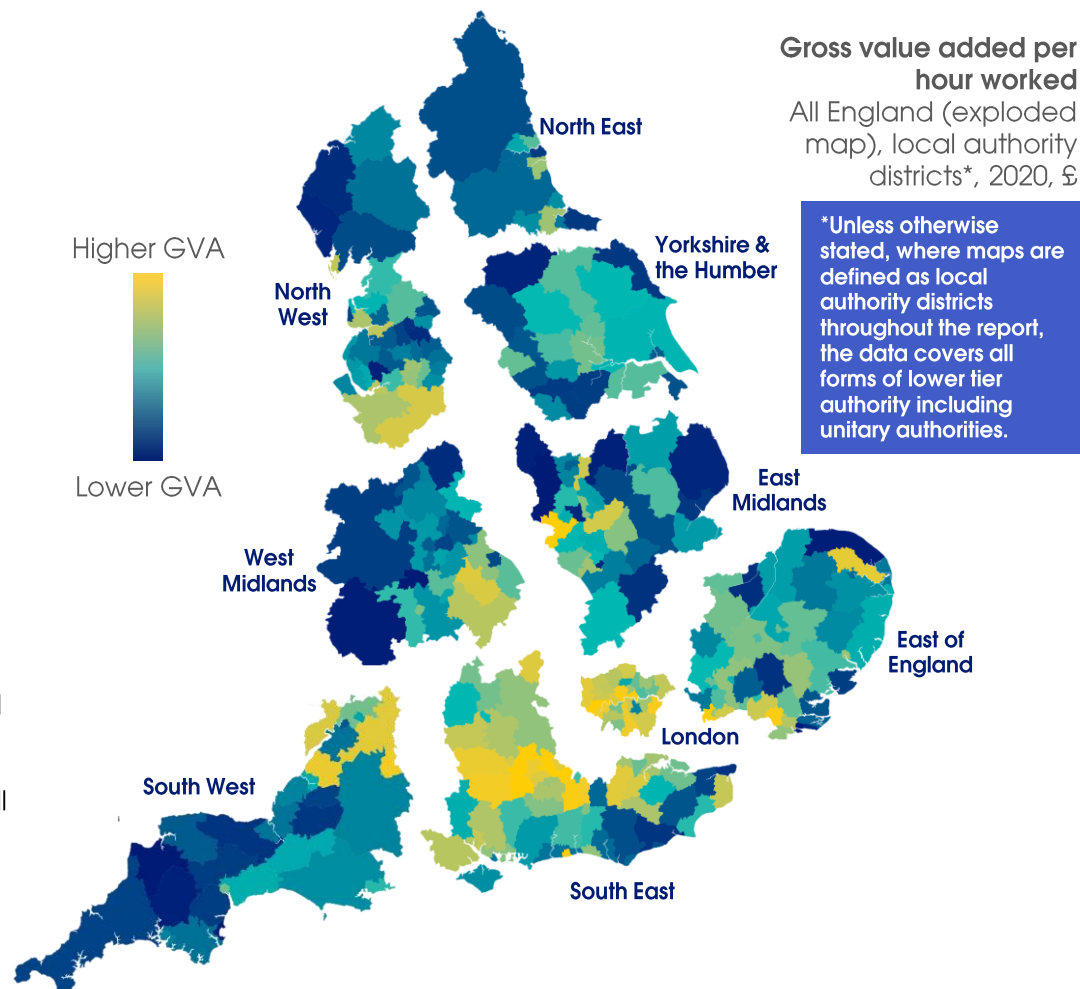 Gross value added per
hour worked
All England (exploded
map), local authority
districts*, 2020, £
*Unless otherwise
stated, where maps are
defined as local
authority districts
throughout the report,
the data covers all
forms of lower tier
authority including
unitary authorities.
Higher GVA
Lower GVA
North East
Yorkshire &
the Humber
North
West
East
Midlands
West
Midlands
East of
England
London
South West
South East